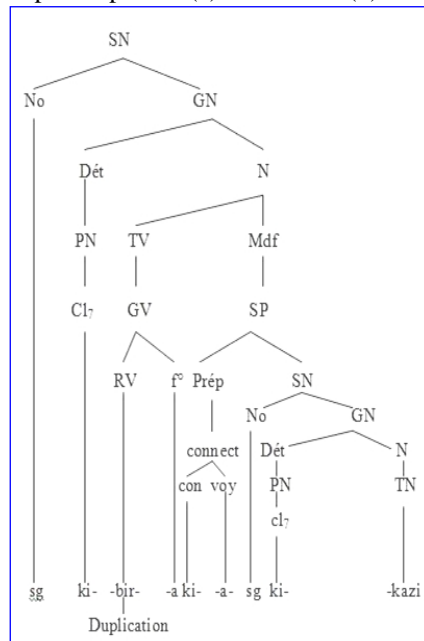 SN
No GN
Dét N
PN TV Mdf
Cl₇ GV SP
RV f° Prép SN
No GN
connect Dét N
con voy PN TN
cl₇
sg ki- -bir- -a ki- -a- sg ki- -kazi
Duplication